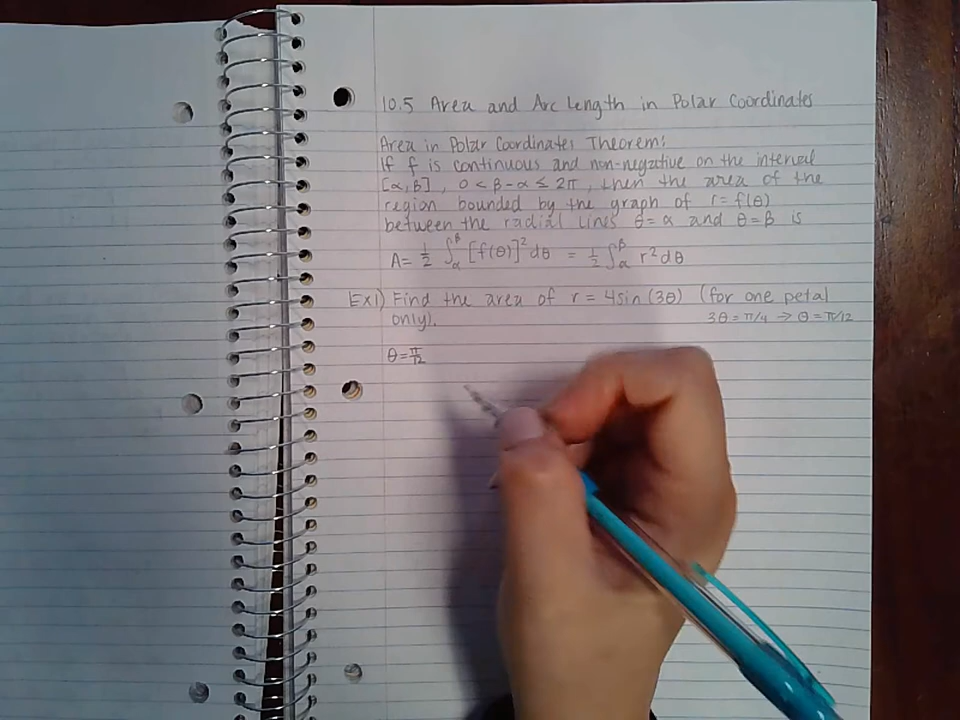 10.5 Area and Arc Length in Polar Coordinates
Area in Polar Coordinates Theorem:
If f is continuous and non-negative on the interval
[α, β], 0 < β - α ≤ 2π, then the area of the
region bounded by the graph of r = f(θ)
between the radial lines θ = α and θ = β is
A = 1/2 ∫_α^β [f(θ)]² dθ = 1/2 ∫_α^β r² dθ
Ex1) Find the area of r = 4sin(3θ) (for one petal
only).
3θ = π/4 → θ = π/12
θ = π/12